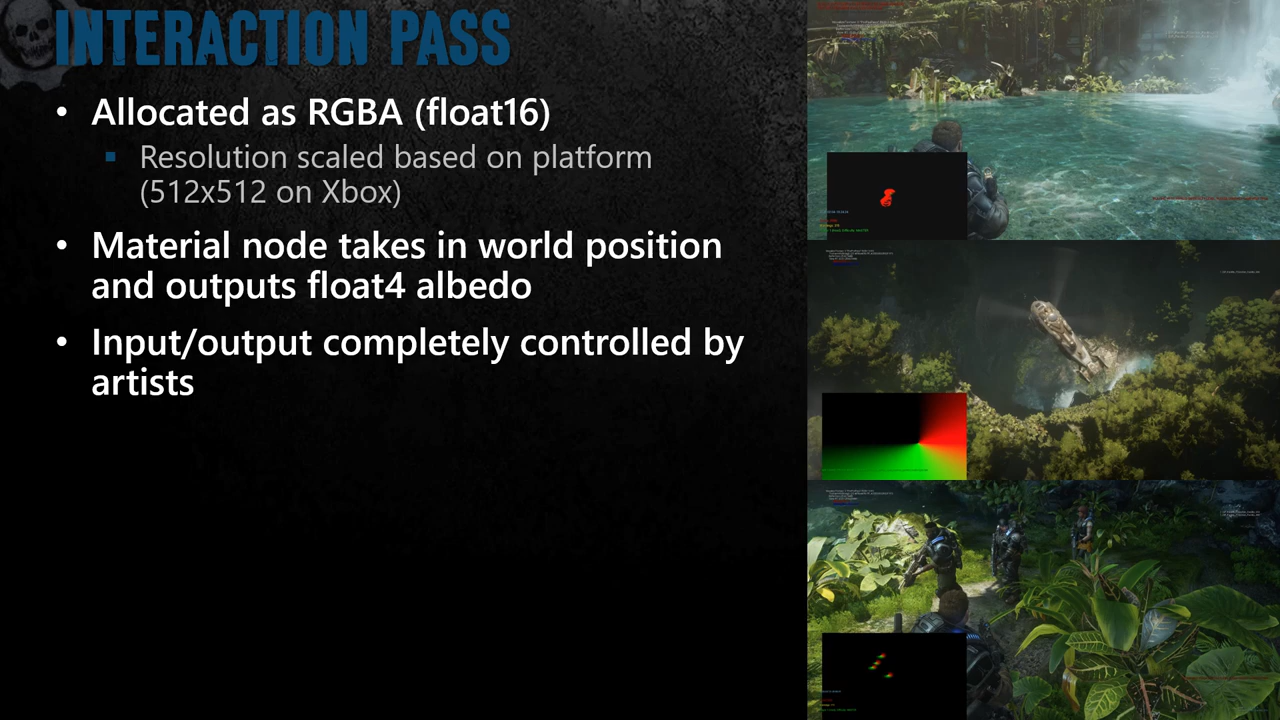 INTERACTION PASS
• Allocated as RGBA (float16)
▪ Resolution scaled based on platform
(512x512 on Xbox)
• Material node takes in world position
and outputs float4 albedo
• Input/output completely controlled by
artists